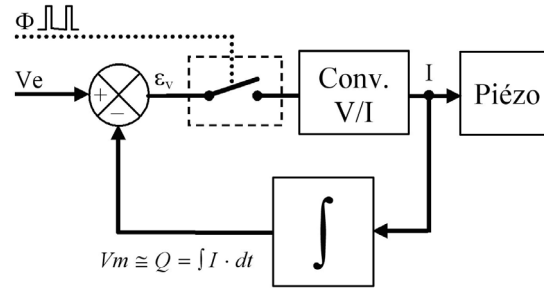 Φ
Ve
+
−
εv
Conv.
V/I
I
Piézo
∫
Vm ≅ Q = ∫ I · dt